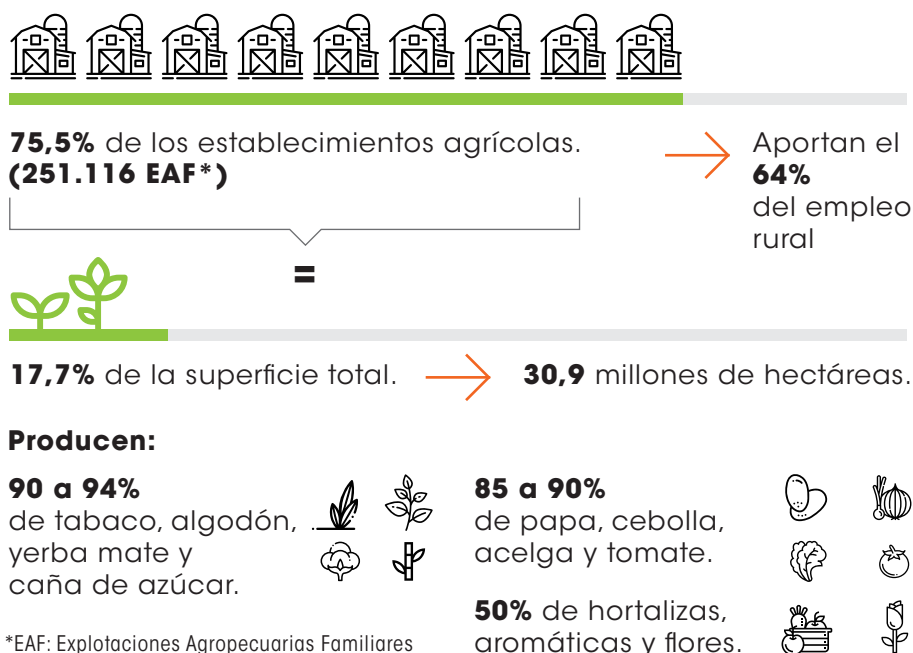 75,5% de los establecimientos agrícolas.
(251.116 EAF*)
Aportan el
64%
del empleo
rural
=
17,7% de la superficie total.
30,9 millones de hectáreas.
Producen:
90 a 94%
de tabaco, algodón,
yerba mate y
caña de azúcar.
85 a 90%
de papa, cebolla,
acelga y tomate.
50% de hortalizas,
aromáticas y flores.
*EAF: Explotaciones Agropecuarias Familiares